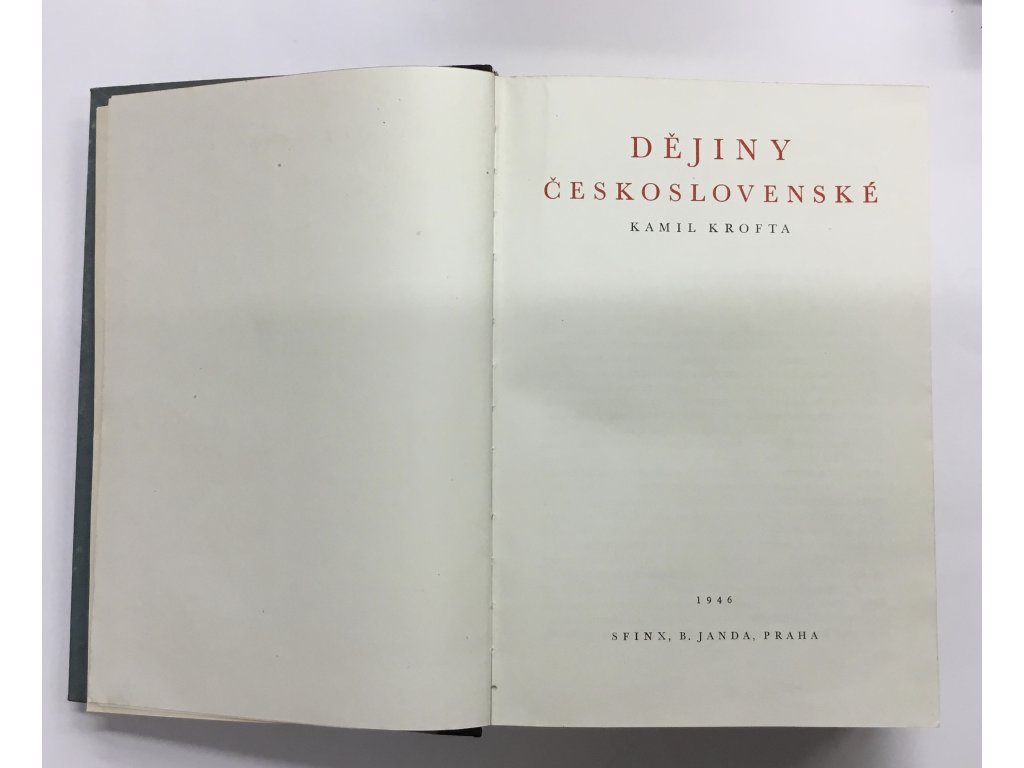 DĚJINY
ČESKOSLOVENSKÉ
KAMIL KROFTA
1946
SFINX, B. JANDA, PRAHA